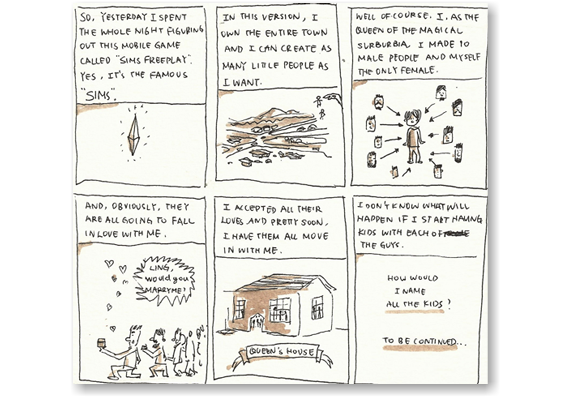 SO, YESTERDAY I SPENT
THE WHOLE NIGHT FIGURING
OUT THIS MOBILE GAME
CALLED "SIMS FREEPLAY".
YES, IT'S THE FAMOUS
"SIMS".
IN THIS VERSION, I
OWN THE ENTIRE TOWN
AND I CAN CREATE AS
MANY LITTLE PEOPLE AS
I WANT.
WELL OF COURSE. I, AS THE
QUEEN OF THE MAGICAL
SURBURBIA, I MADE 10
MALE PEOPLE AND MYSELF
THE ONLY FEMALE.
AND, OBVIOUSLY, THEY
ARE ALL GOING TO FALL
IN LOVE WITH ME.
LING,
would you
MARRY ME?
I ACCEPTED ALL THEIR
LOVES, AND PRETTY SOON,
I HAVE THEM ALL MOVE
IN WITH ME.
QUEEN'S HOUSE
I DON'T KNOW WHAT WILL
HAPPEN IF I START HAVING
KIDS WITH EACH OF
THE GUYS.
HOW WOULD
I NAME
ALL THE KIDS?
TO BE CONTINUED...